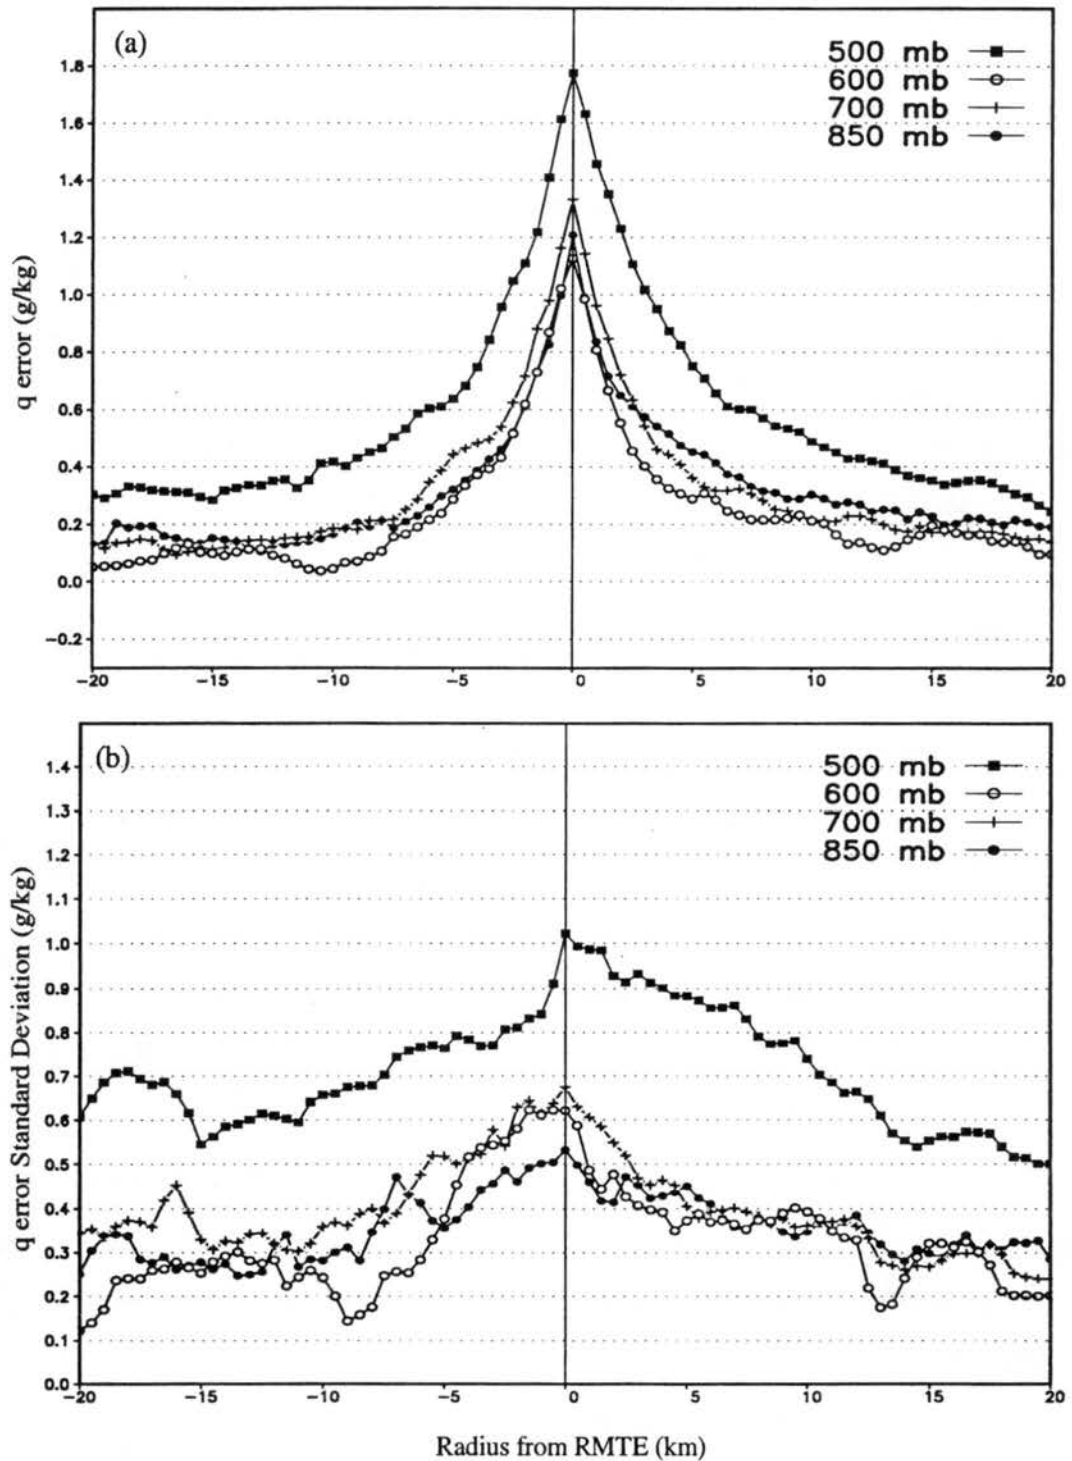 (a)
500 mb
600 mb
700 mb
850 mb
1.8
1.6
1.4
1.2
1.0
0.8
0.6
0.4
0.2
0.0
−0.2
q error (g/kg)
−20 −15 −10 −5 0 5 10 15 20
(b)
500 mb
600 mb
700 mb
850 mb
1.4
1.3
1.2
1.1
1.0
0.9
0.8
0.7
0.6
0.5
0.4
0.3
0.2
0.1
0.0
q error Standard Deviation (g/kg)
−20 −15 −10 −5 0 5 10 15 20
Radius from RMTE (km)